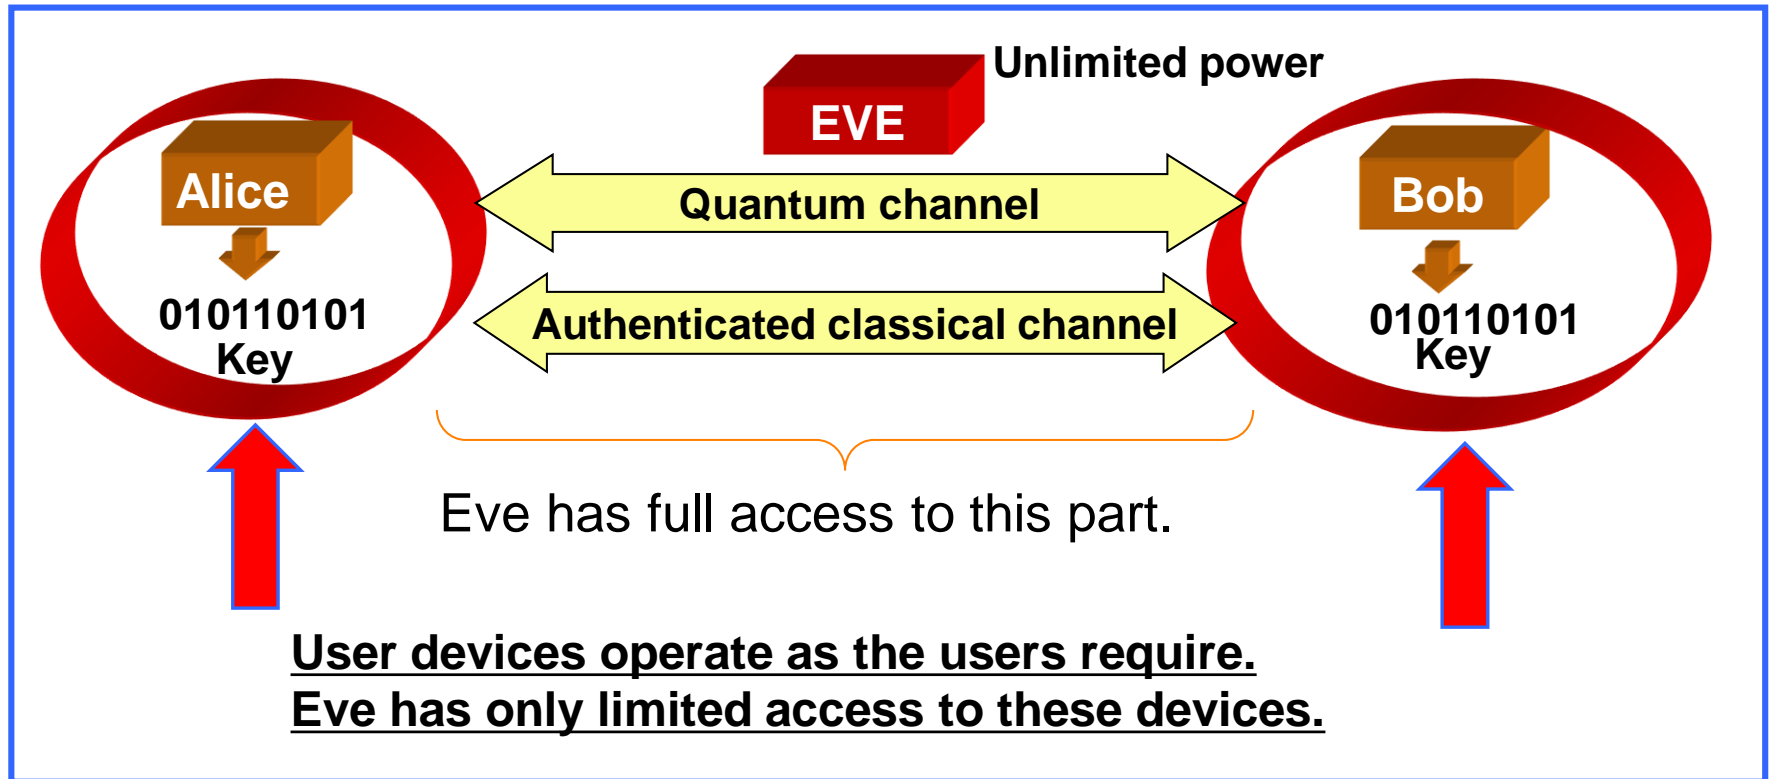 Unlimited power
EVE
Alice
Quantum channel
Bob
010110101
Key
Authenticated classical channel
010110101
Key
Eve has full access to this part.
User devices operate as the users require.
Eve has only limited access to these devices.